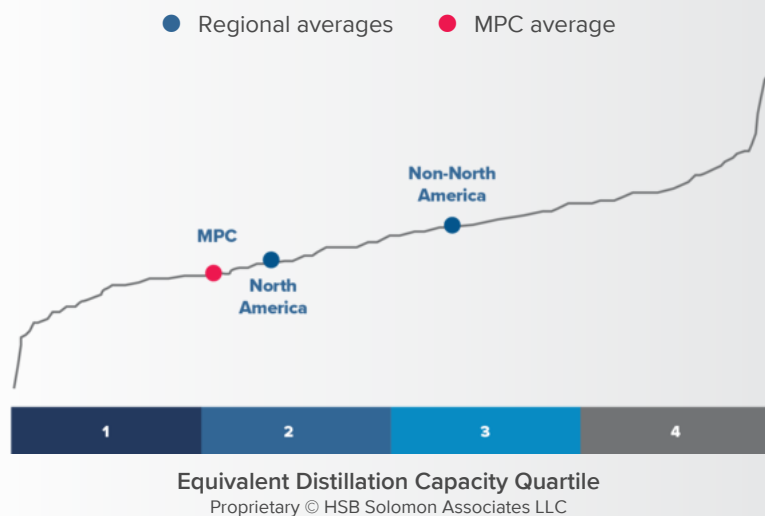 Regional averages MPC average
Non-North
America
MPC
North
America
1 2 3 4
Equivalent Distillation Capacity Quartile
Proprietary © HSB Solomon Associates LLC